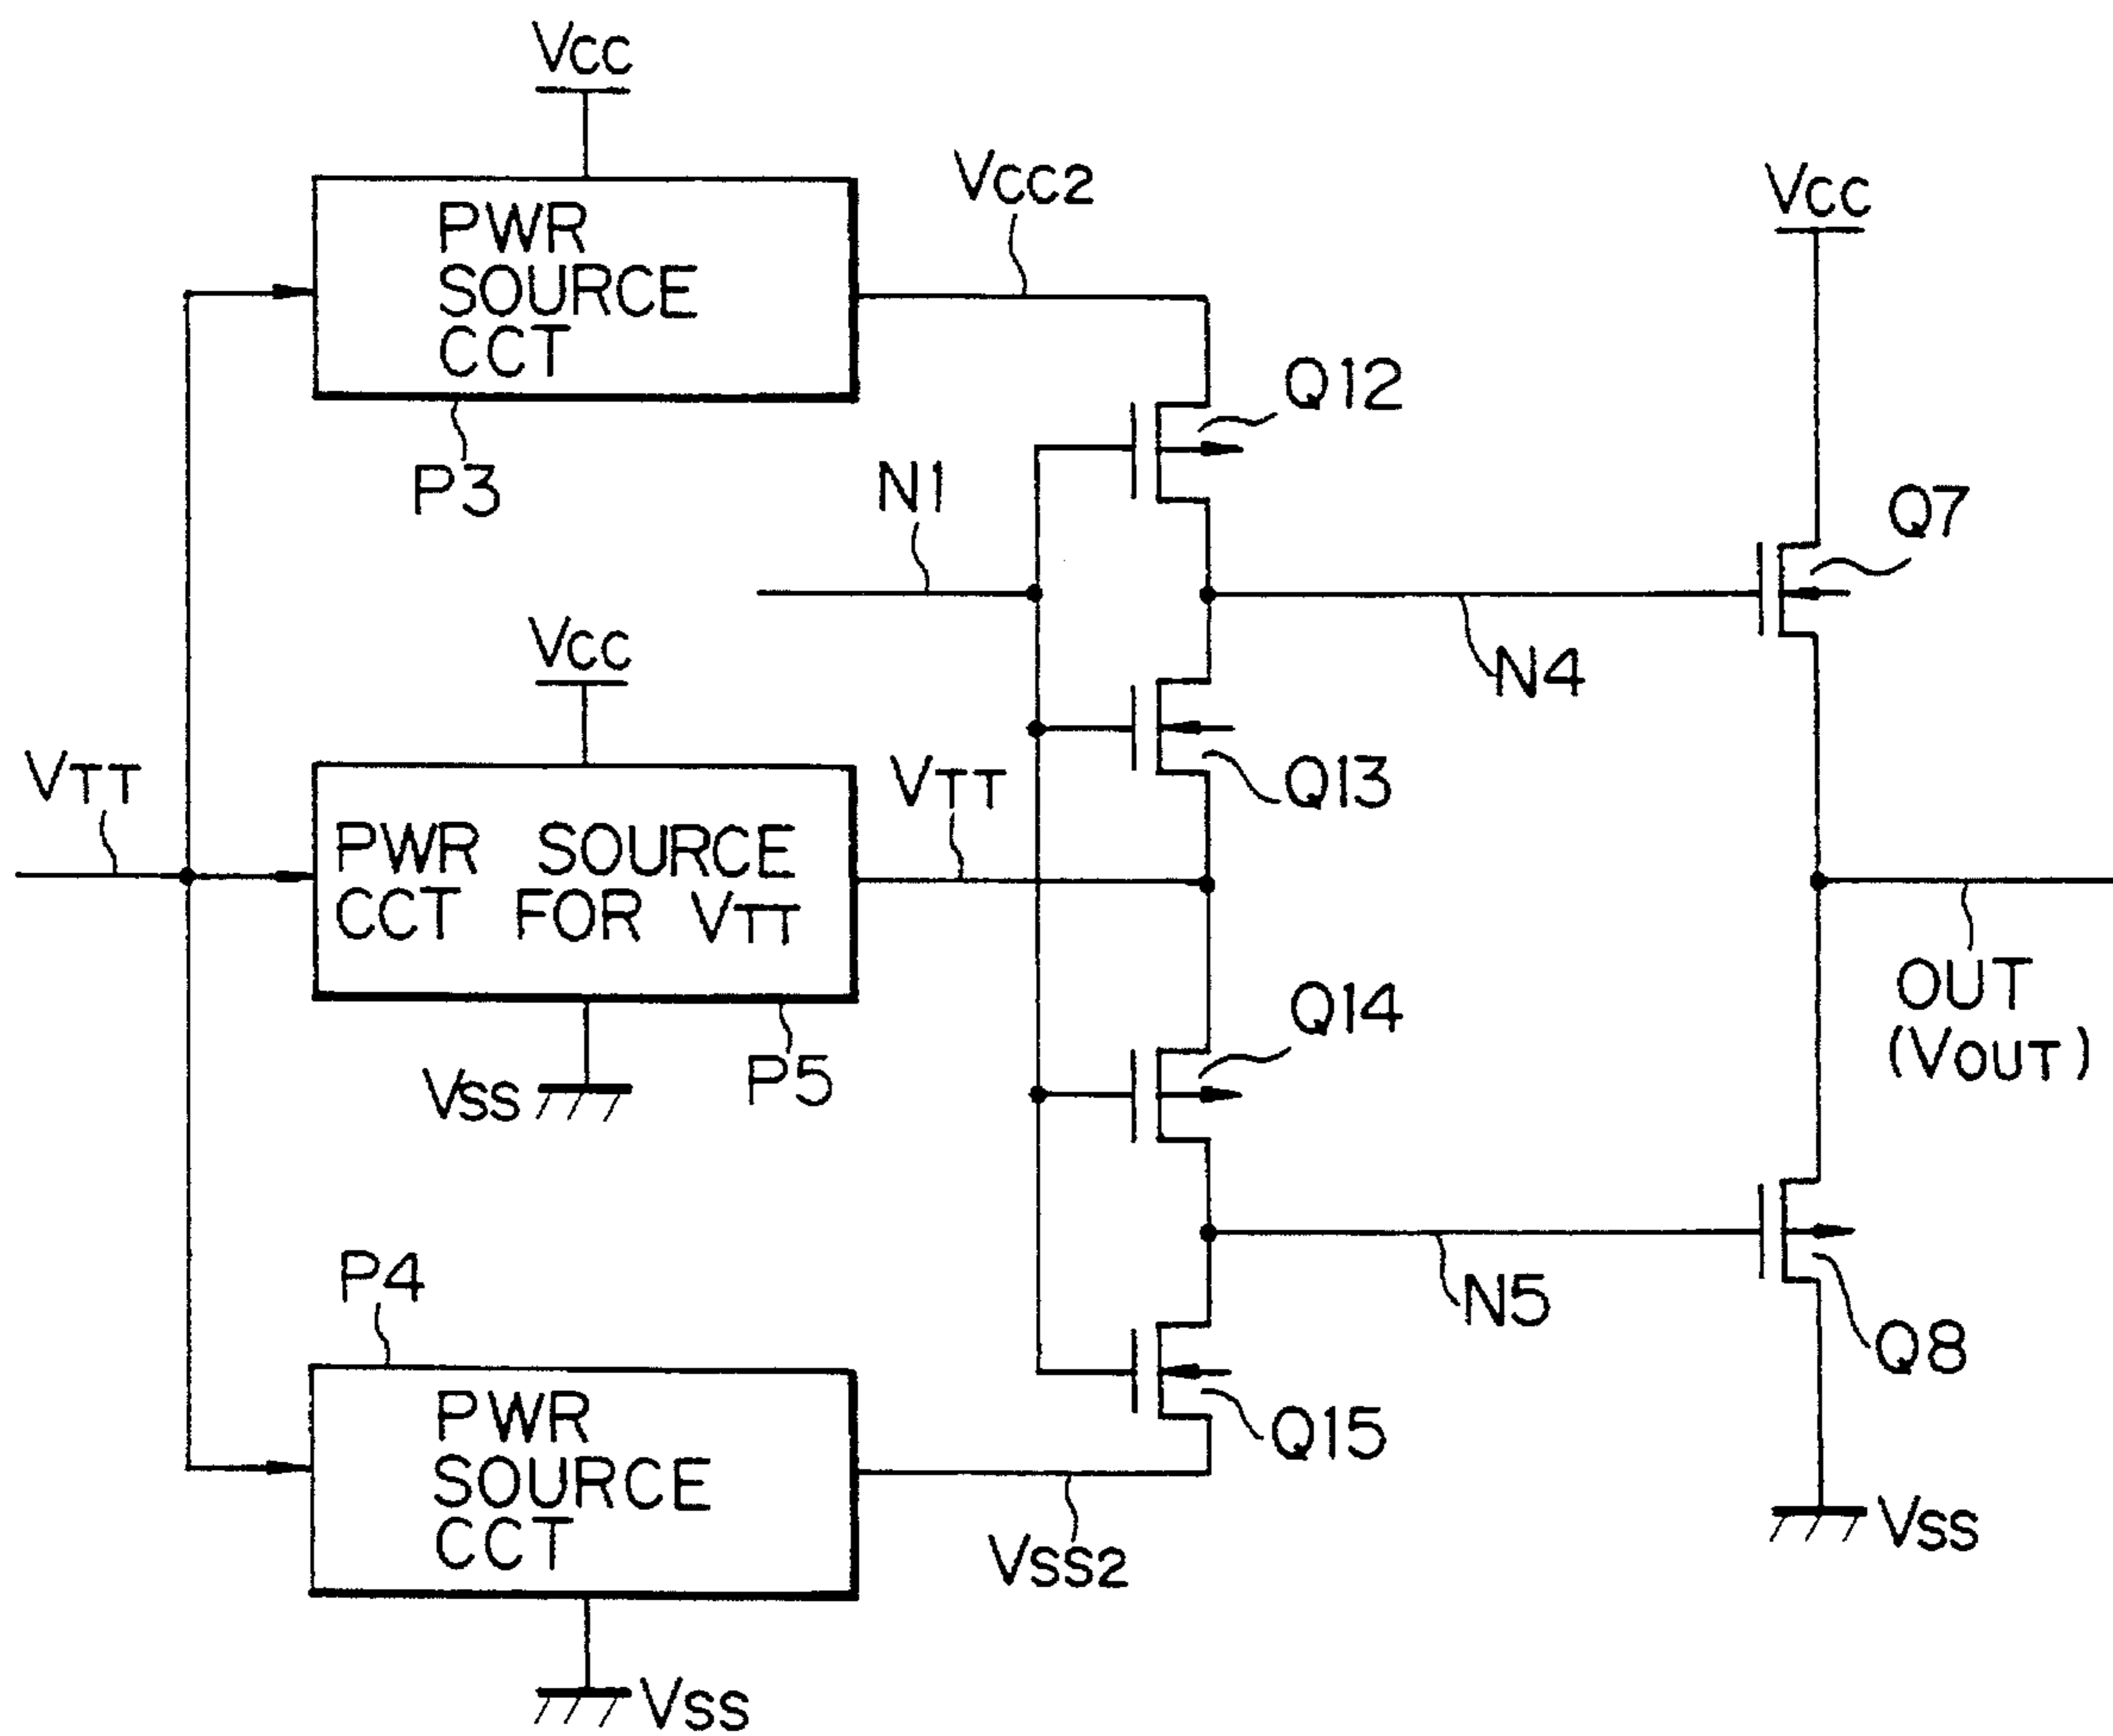 VCC
PWR
SOURCE
CCT
P3
VCC2
Q12
VCC
Q7
N1
N4
VCC
Q13
VTT
PWR SOURCE
CCT FOR VTT
VTT
P5
VSS
Q14
OUT
(VOUT)
P4
PWR
SOURCE
CCT
N5
Q8
Q15
VSS2
VSS
VSS